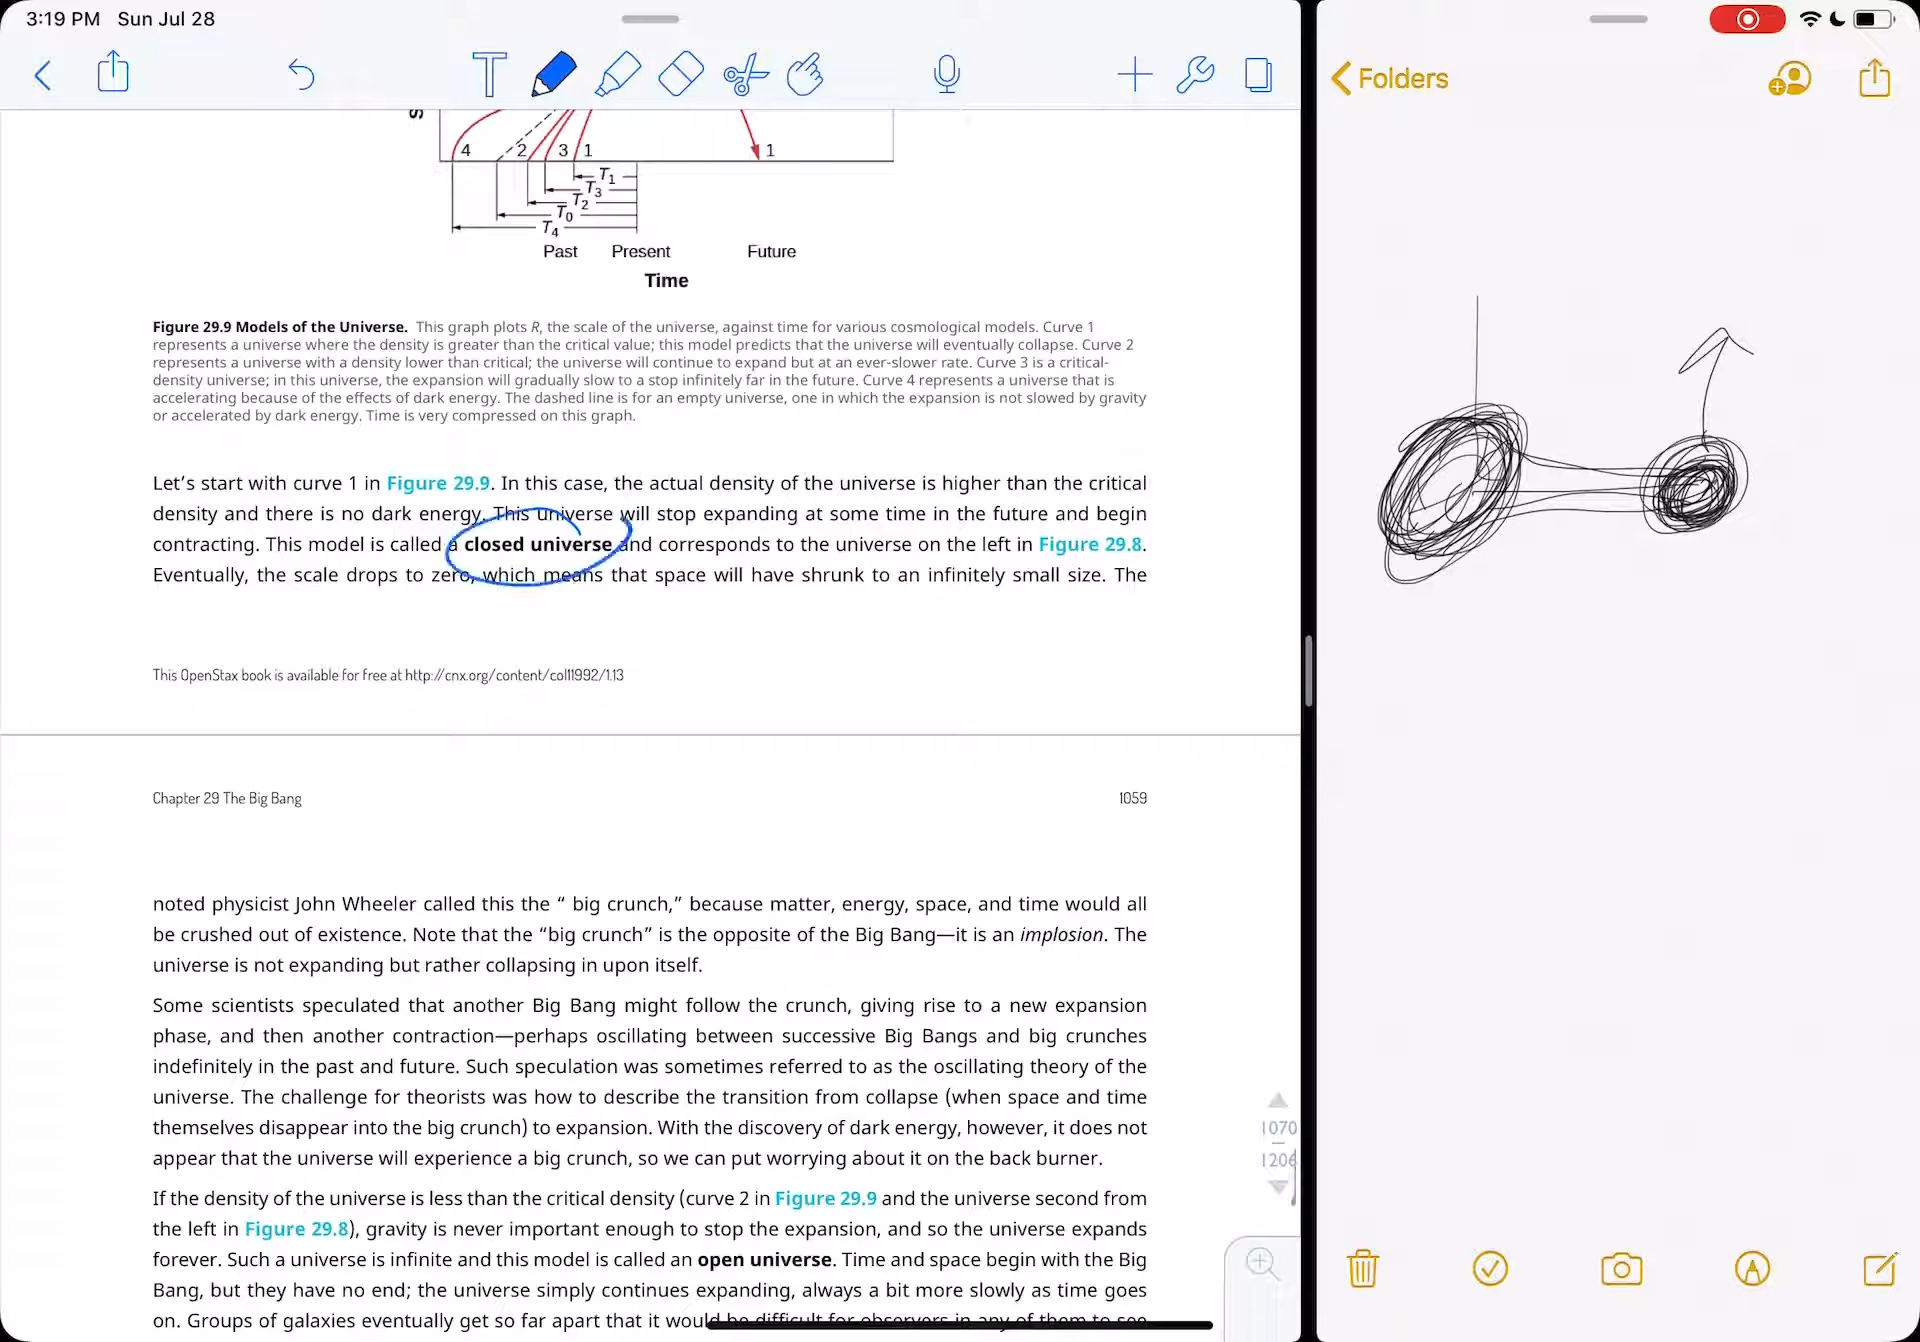 3:19 PM Sun Jul 28
Folders
S
4 2 3 1 1
T1
T3
T2
T0
T4
Past Present Future
Time
Figure 29.9 Models of the Universe. This graph plots R, the scale of the universe, against time for various cosmological models. Curve 1
represents a universe where the density is greater than the critical value; this model predicts that the universe will eventually collapse. Curve 2
represents a universe with a density lower than critical; the universe will continue to expand but at an ever-slower rate. Curve 3 is a critical-
density universe; in this universe, the expansion will gradually slow to a stop infinitely far in the future. Curve 4 represents a universe that is
accelerating because of the effects of dark energy. The dashed line is for an empty universe, one in which the expansion is not slowed by gravity
or accelerated by dark energy. Time is very compressed on this graph.
Let’s start with curve 1 in Figure 29.9. In this case, the actual density of the universe is higher than the critical
density and there is no dark energy. This universe will stop expanding at some time in the future and begin
contracting. This model is called a closed universe and corresponds to the universe on the left in Figure 29.8.
Eventually, the scale drops to zero, which means that space will have shrunk to an infinitely small size. The
This OpenStax book is available for free at http://cnx.org/content/col11992/1.13
Chapter 29 The Big Bang 1059
noted physicist John Wheeler called this the “ big crunch,” because matter, energy, space, and time would all
be crushed out of existence. Note that the “big crunch” is the opposite of the Big Bang—it is an implosion. The
universe is not expanding but rather collapsing in upon itself.
Some scientists speculated that another Big Bang might follow the crunch, giving rise to a new expansion
phase, and then another contraction—perhaps oscillating between successive Big Bangs and big crunches
indefinitely in the past and future. Such speculation was sometimes referred to as the oscillating theory of the
universe. The challenge for theorists was how to describe the transition from collapse (when space and time
themselves disappear into the big crunch) to expansion. With the discovery of dark energy, however, it does not
appear that the universe will experience a big crunch, so we can put worrying about it on the back burner.
If the density of the universe is less than the critical density (curve 2 in Figure 29.9 and the universe second from
the left in Figure 29.8), gravity is never important enough to stop the expansion, and so the universe expands
forever. Such a universe is infinite and this model is called an open universe. Time and space begin with the Big
Bang, but they have no end; the universe simply continues expanding, always a bit more slowly as time goes
on. Groups of galaxies eventually get so far apart that it would be difficult for observers in any of them to see
1070
1206